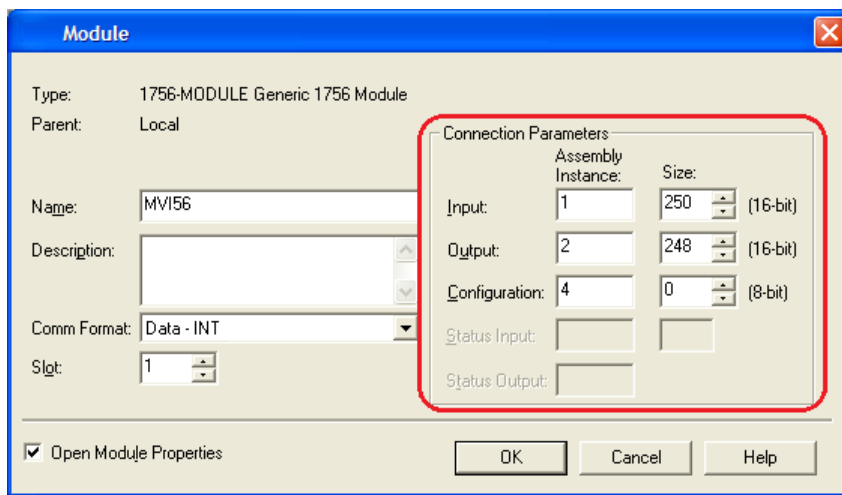 Module
Type: 1756-MODULE Generic 1756 Module
Parent: Local
Name: MVI56
Description:
Comm Format: Data - INT
Slot: 1
Connection Parameters
Assembly Instance: Size:
Input: 1 250 (16-bit)
Output: 2 248 (16-bit)
Configuration: 4 0 (8-bit)
Status Input:
Status Output:
Open Module Properties
OK Cancel Help